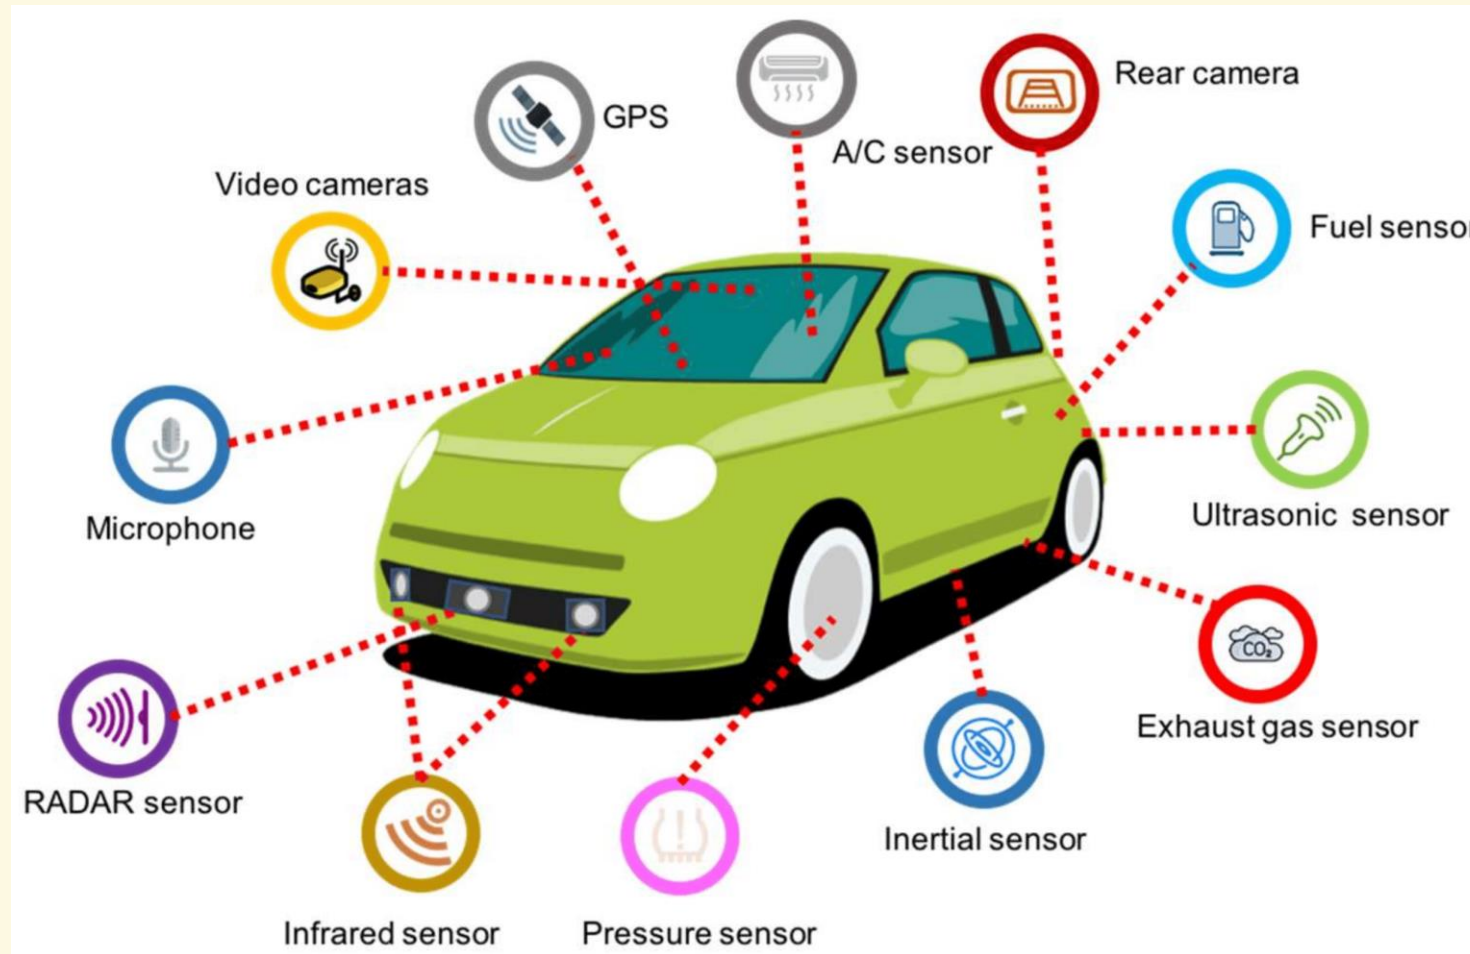 Rear camera
GPS
A/C sensor
Video cameras
Fuel senso
Microphone
Ultrasonic sensor
CO₂
Exhaust gas sensor
RADAR sensor
Inertial sensor
Infrared sensor
Pressure sensor